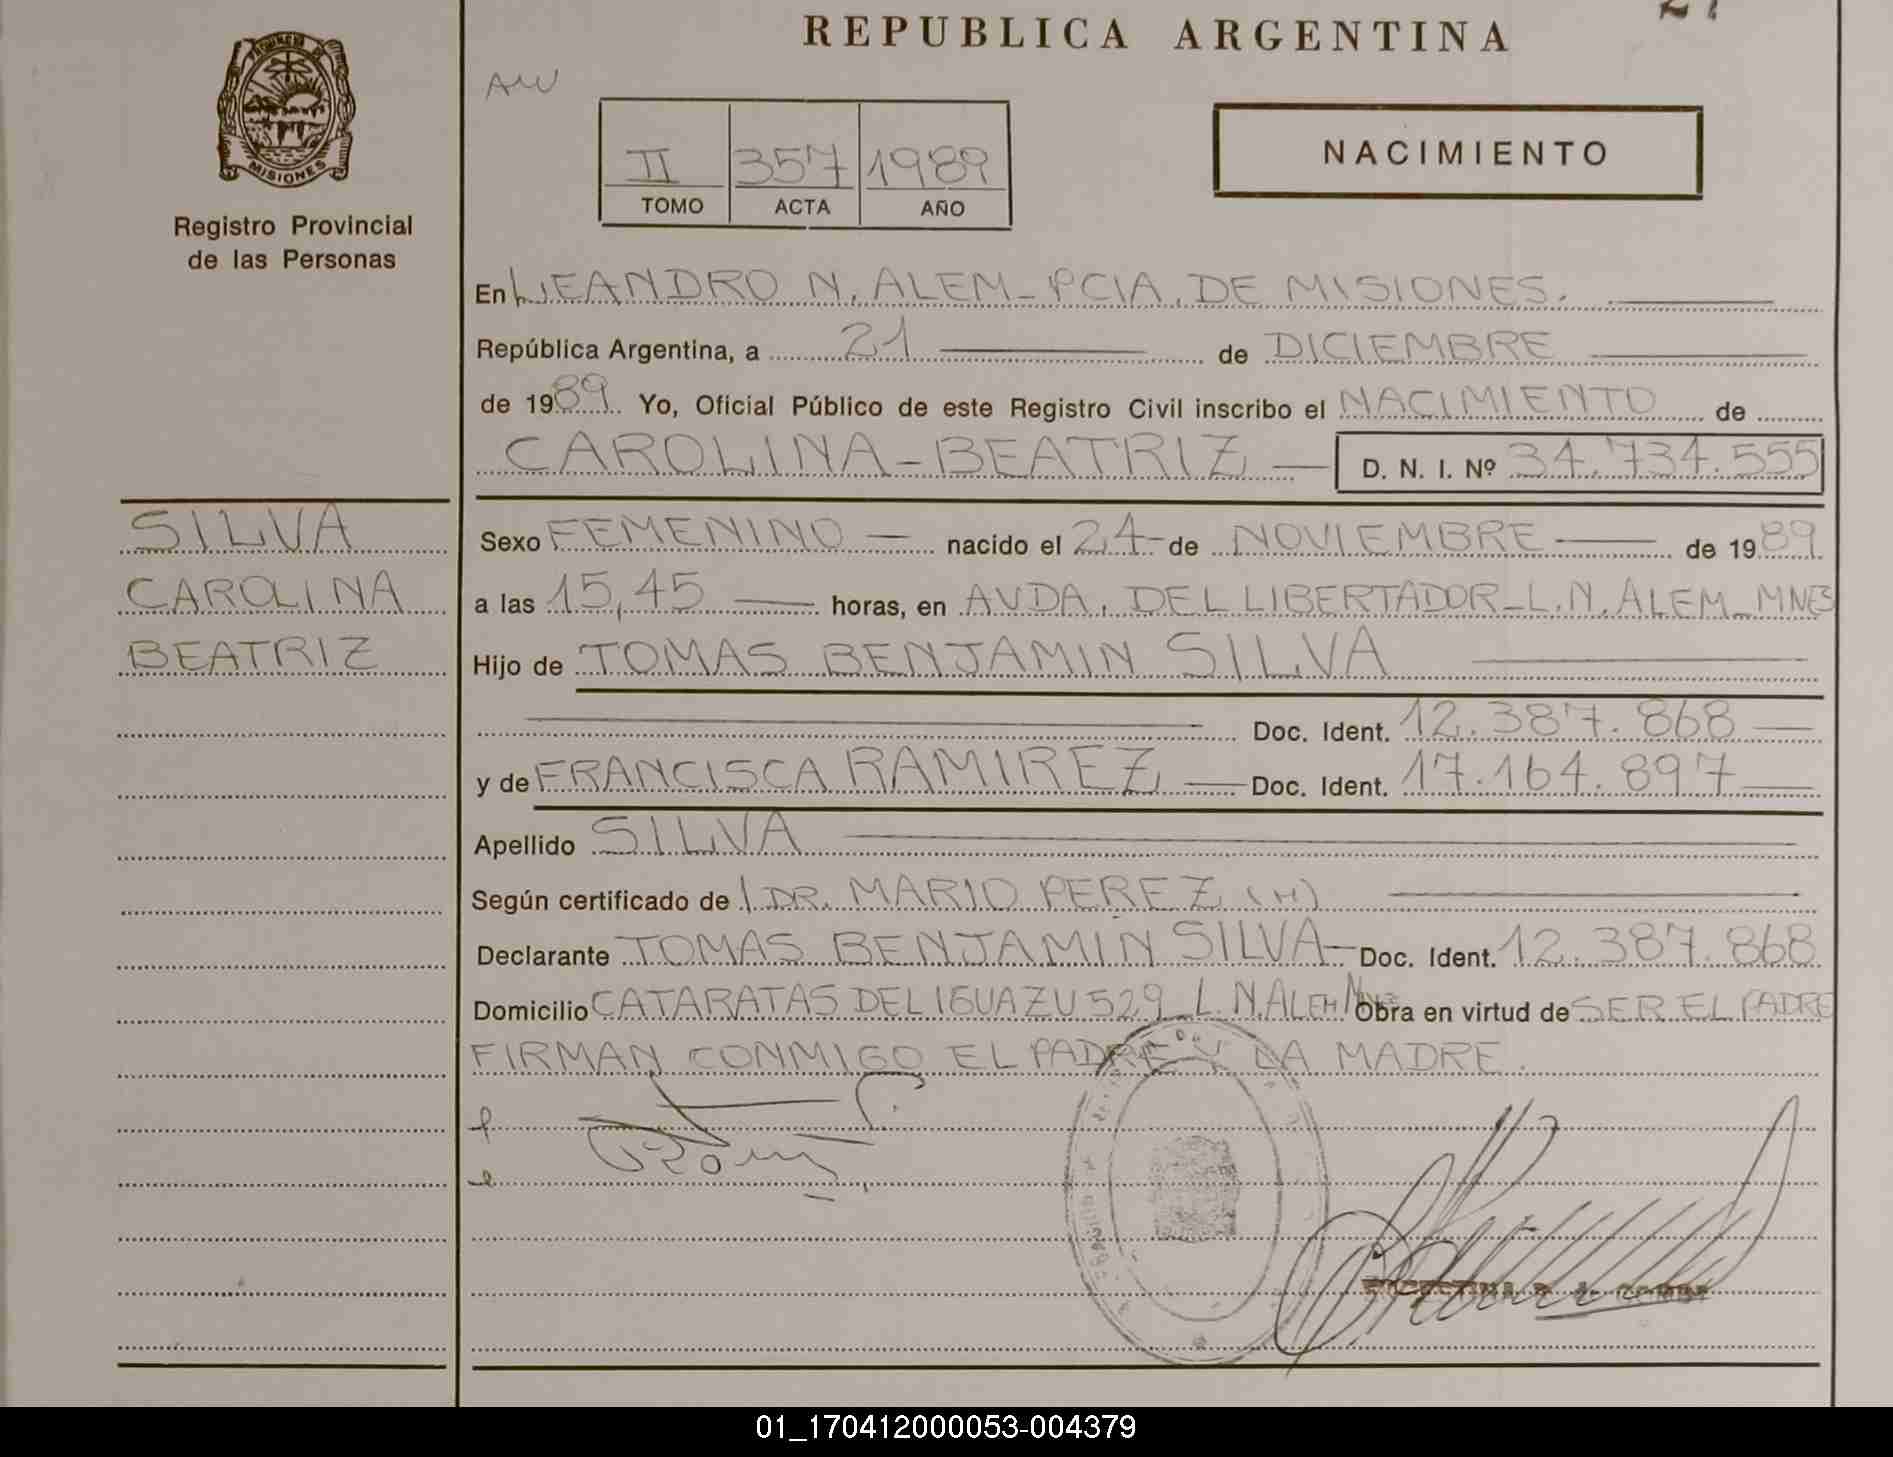 REPUBLICA ARGENTINA
MISIONES
Registro Provincial
de las Personas
II 357 1989
TOMO ACTA AÑO
NACIMIENTO
En LEANDRO N. ALEM - PCIA. DE MISIONES.
República Argentina, a 21 de DICIEMBRE
de 1989. Yo, Oficial Público de este Registro Civil inscribo el NACIMIENTO de
CAROLINA - BEATRIZ — D. N. I. Nº 34.734.555
SILVA
CAROLINA
BEATRIZ
Sexo FEMENINO — nacido el 24 - de NOVIEMBRE — de 1989
a las 15,45 — horas, en AVDA. DEL LIBERTADOR - L.N. ALEM - MNES
Hijo de TOMAS BENJAMIN SILVA
Doc. Ident. 12.387.868 —
y de FRANCISCA RAMIREZ — Doc. Ident. 17.164.897 —
Apellido SILVA
Según certificado de DR. MARIO PEREZ (H)
Declarante TOMAS BENJAMIN SILVA - Doc. Ident. 12.387.868
Domicilio CATARATAS DEL IGUAZU 529 L.N. ALEM Mnes Obra en virtud de SER EL PADRE
FIRMAN CONMIGO EL PADRE Y LA MADRE.
01_170412000053-004379